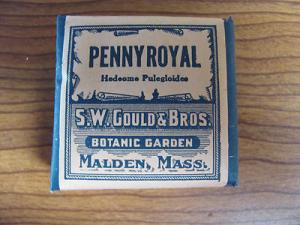 PENNYROYAL
Hedeoma Pulegioides
S.W. GOULD & BROS.
BOTANIC GARDEN
MALDEN, MASS.